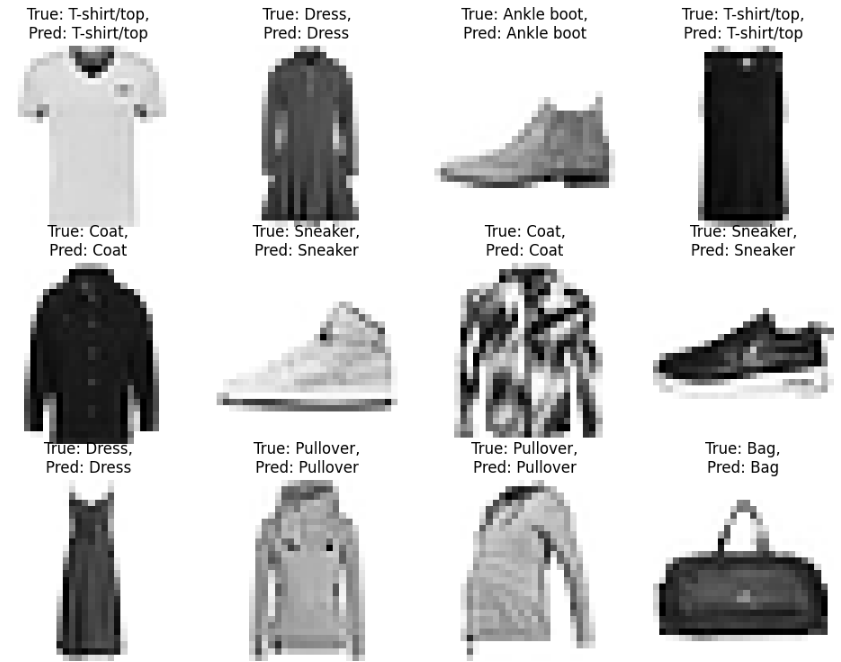 True: T-shirt/top,
Pred: T-shirt/top
True: Dress,
Pred: Dress
True: Ankle boot,
Pred: Ankle boot
True: T-shirt/top,
Pred: T-shirt/top
True: Coat,
Pred: Coat
True: Sneaker,
Pred: Sneaker
True: Coat,
Pred: Coat
True: Sneaker,
Pred: Sneaker
True: Dress,
Pred: Dress
True: Pullover,
Pred: Pullover
True: Pullover,
Pred: Pullover
True: Bag,
Pred: Bag